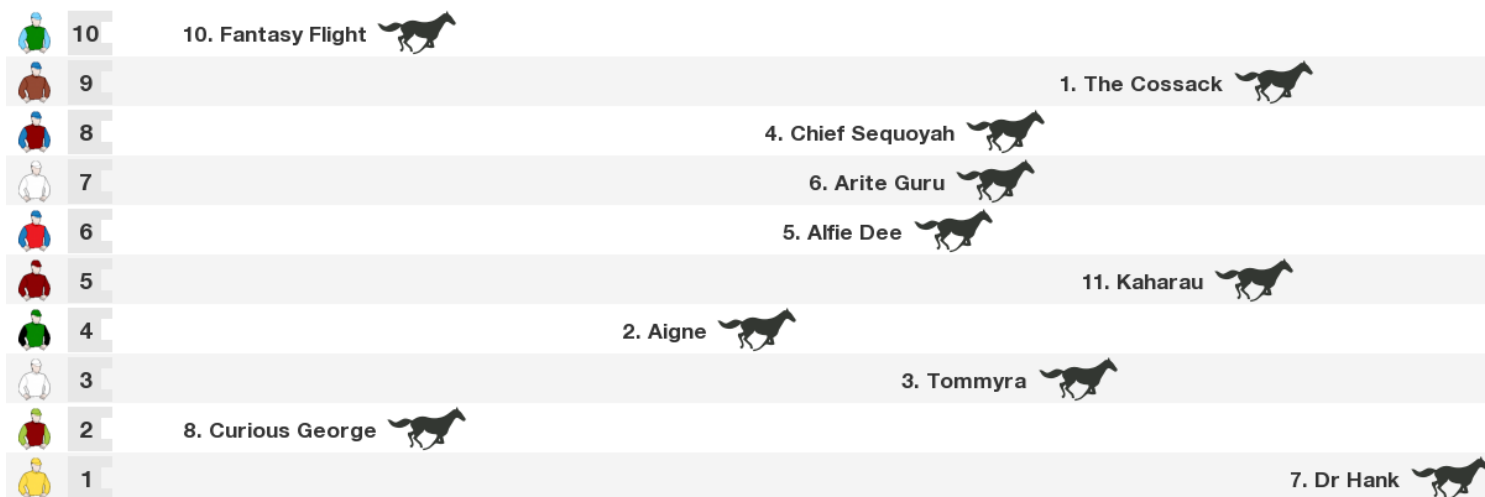 10 10. Fantasy Flight
9 1. The Cossack
8 4. Chief Sequoyah
7 6. Arite Guru
6 5. Alfie Dee
5 11. Kaharau
4 2. Aigne
3 3. Tommyra
2 8. Curious George
1 7. Dr Hank